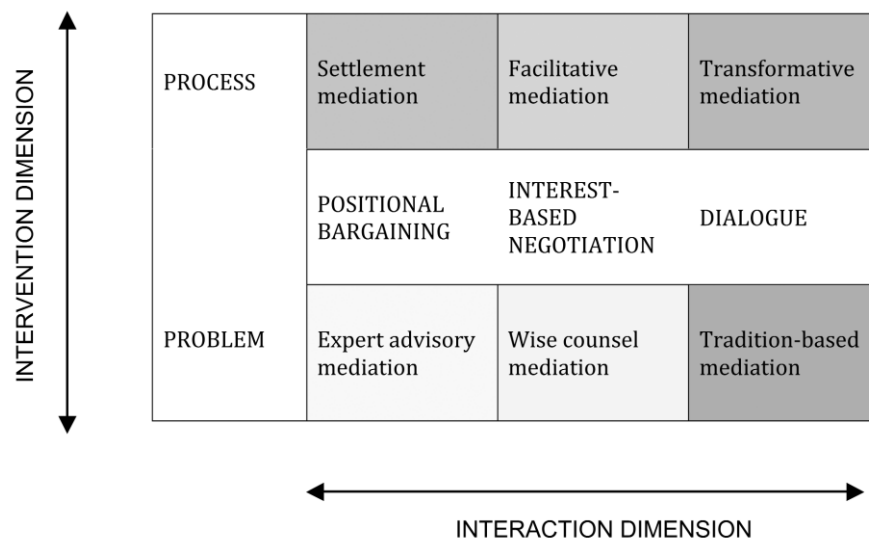 INTERVENTION DIMENSION
PROCESS
Settlement
mediation
Facilitative
mediation
Transformative
mediation
POSITIONAL
BARGAINING
INTEREST-
BASED
NEGOTIATION
DIALOGUE
PROBLEM
Expert advisory
mediation
Wise counsel
mediation
Tradition-based
mediation
INTERACTION DIMENSION